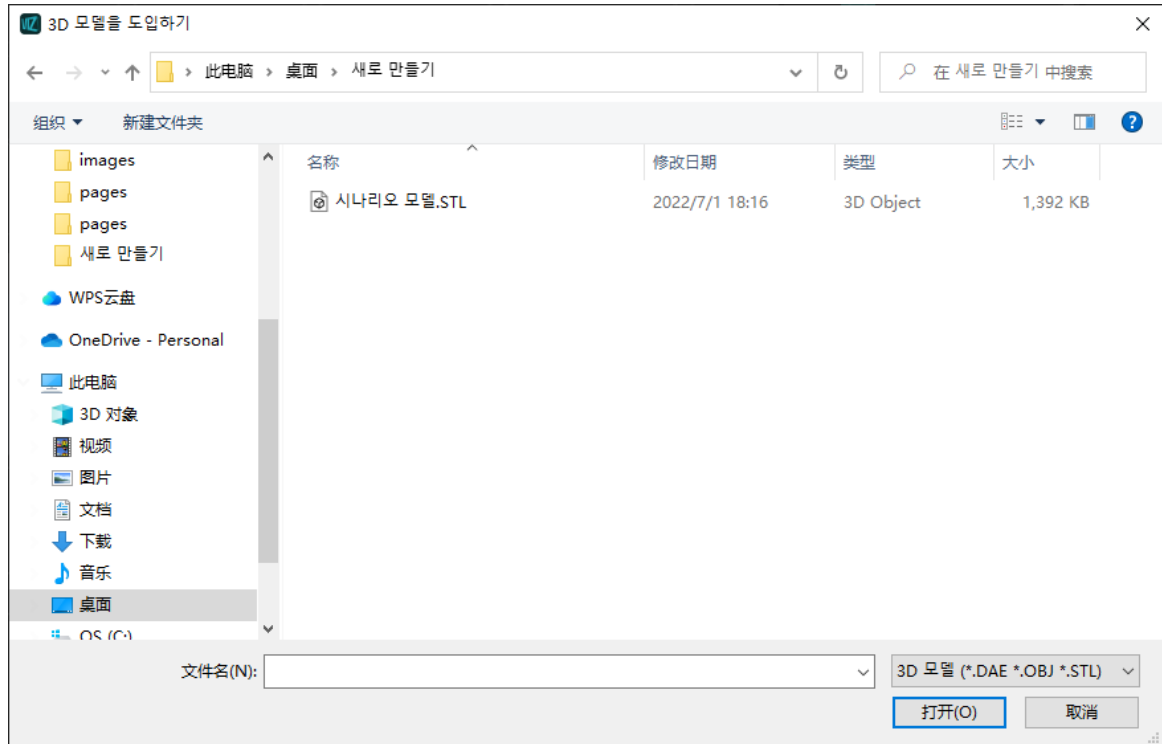 VIZ 3D 모델을 도입하기
此电脑 > 桌面 > 새로 만들기
在 새로 만들기 中搜索
组织 新建文件夹
名称 修改日期 类型 大小
images
pages
pages
새로 만들기
WPS云盘
OneDrive - Personal
此电脑
3D 对象
视频
图片
文档
下载
音乐
桌面
OS (C:)
시나리오 모델.STL 2022/7/1 18:16 3D Object 1,392 KB
文件名(N):
3D 모델 (*.DAE *.OBJ *.STL)
打开(O) 取消